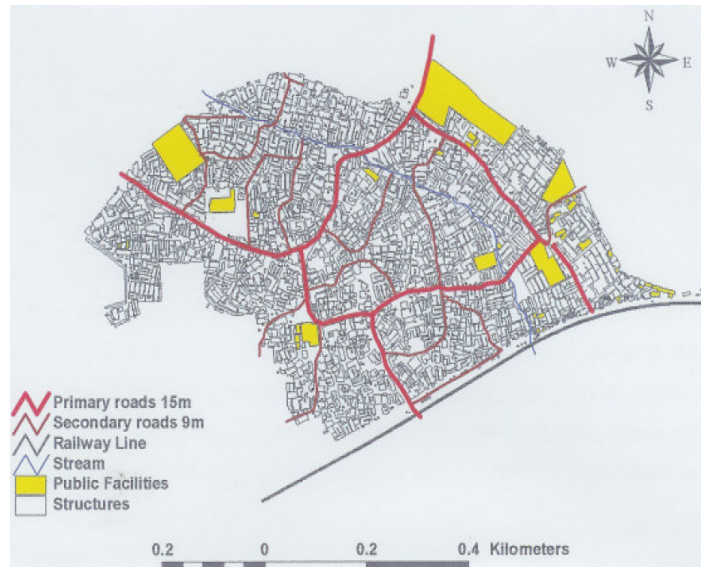 N
W E
S
Primary roads 15m
Secondary roads 9m
Railway Line
Stream
Public Facilities
Structures
0.2 0 0.2 0.4 Kilometers